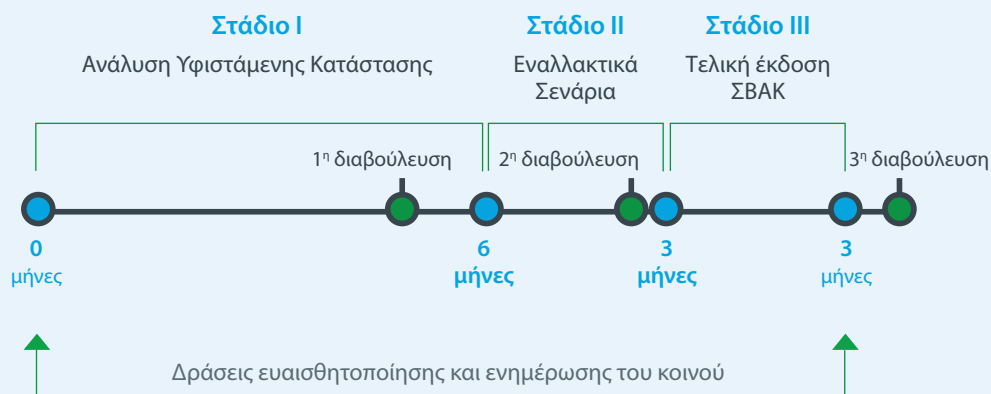 Στάδιο I
Στάδιο II
Στάδιο III
Ανάλυση Υφιστάμενης Κατάστασης
Εναλλακτικά
Σενάρια
Τελική έκδοση
ΣΒΑΚ
1η διαβούλευση
2η διαβούλευση
3η διαβούλευση
0
μήνες
6
μήνες
3
μήνες
3
μήνες
Δράσεις ευαισθητοποίησης και ενημέρωσης του κοινού